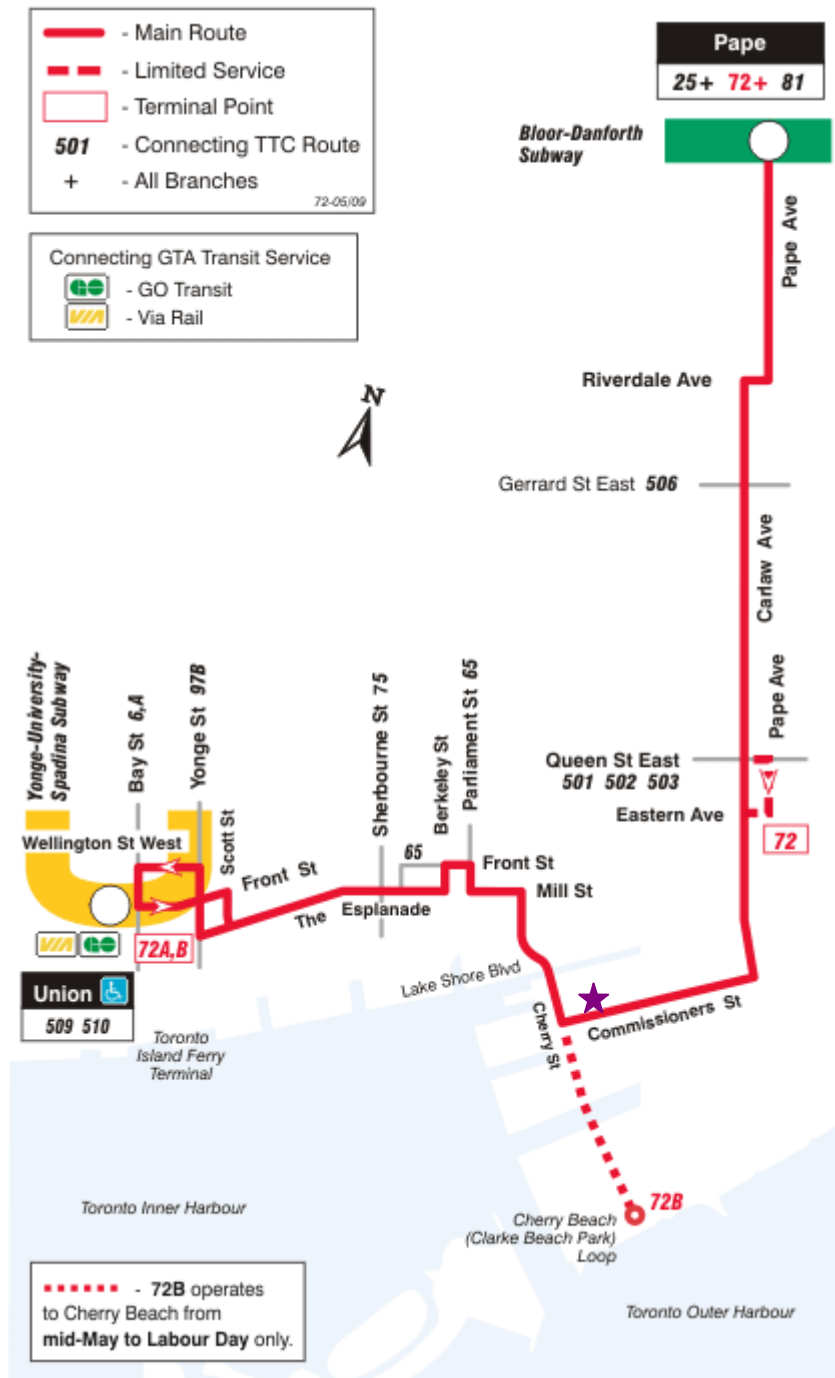 - Main Route
- Limited Service
- Terminal Point
501 - Connecting TTC Route
+ - All Branches
72-05/09
Connecting GTA Transit Service
GO - GO Transit
VIA - Via Rail
Pape
25+ 72+ 81
Bloor-Danforth
Subway
Pape Ave
N
Riverdale Ave
Gerrard St East 506
Carlaw Ave
Pape Ave
Queen St East
501 502 503
Eastern Ave
72
Yonge-University-
Spadina Subway
Bay St 6,A
Yonge St 97B
Scott St
Sherbourne St 75
Berkeley St
Parliament St 65
65
Wellington St West
Front St
Front St
The Esplanade
Mill St
VIA GO
72A,B
Union
509 510
Lake Shore Blvd
Cherry St
Commissioners St
Toronto
Island Ferry
Terminal
Toronto Inner Harbour
72B
Cherry Beach
(Clarke Beach Park)
Loop
Toronto Outer Harbour
- 72B operates
to Cherry Beach from
mid-May to Labour Day only.